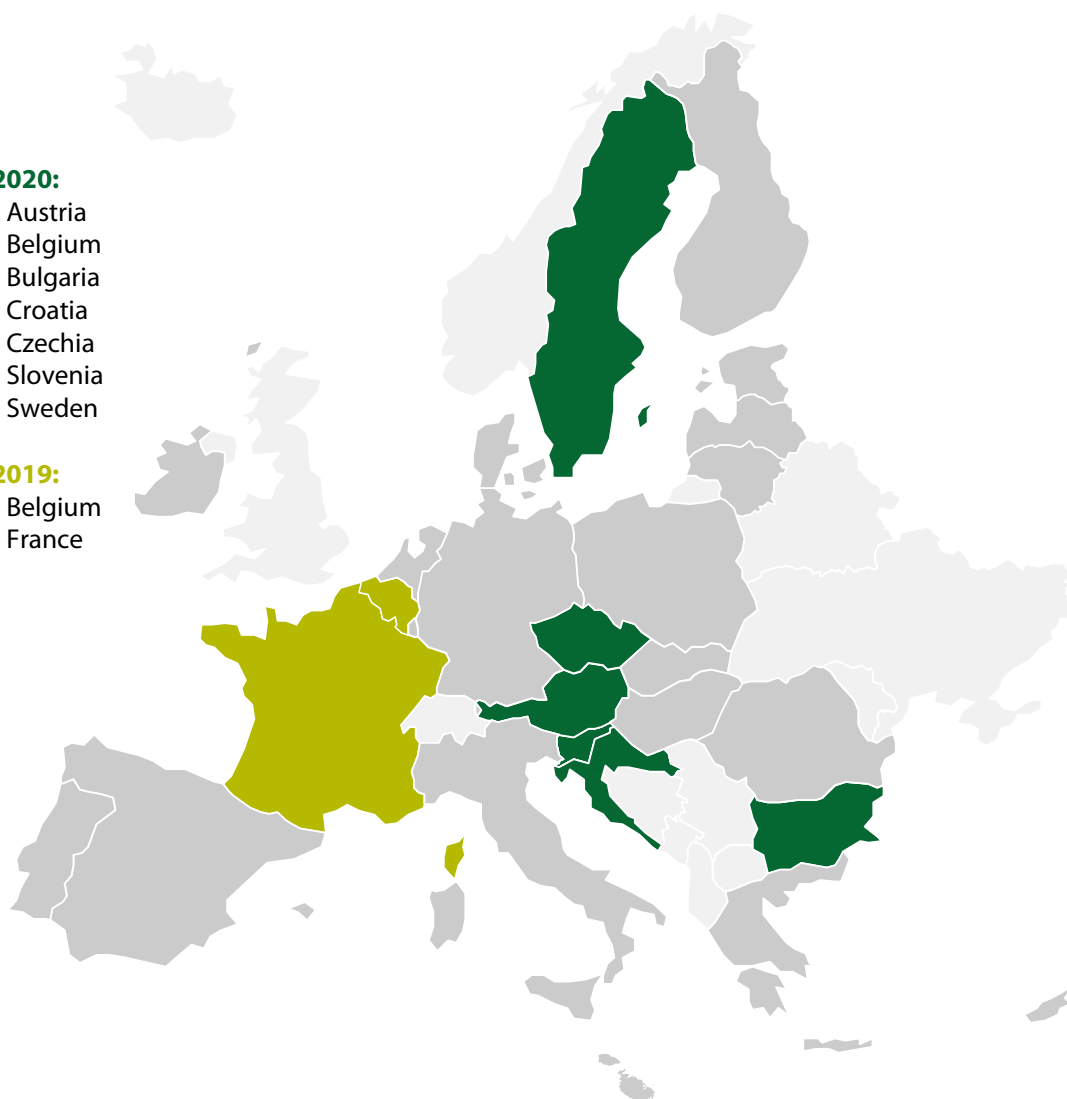 2020:
Austria
Belgium
Bulgaria
Croatia
Czechia
Slovenia
Sweden
2019:
Belgium
France